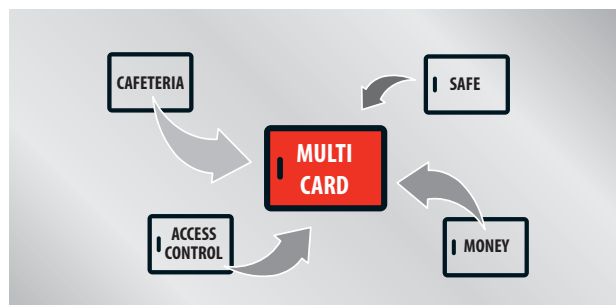 CAFETERIA
SAFE
MULTI
CARD
ACCESS
CONTROL
MONEY